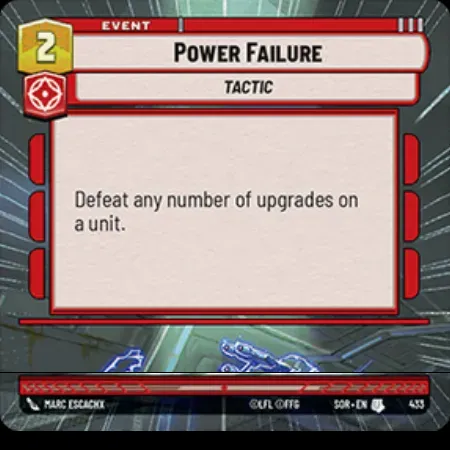 EVENT
2
POWER FAILURE
TACTIC
Defeat any number of upgrades on
a unit.
MARC ESCACHX
©LFL ©FFG
SOR • EN
433